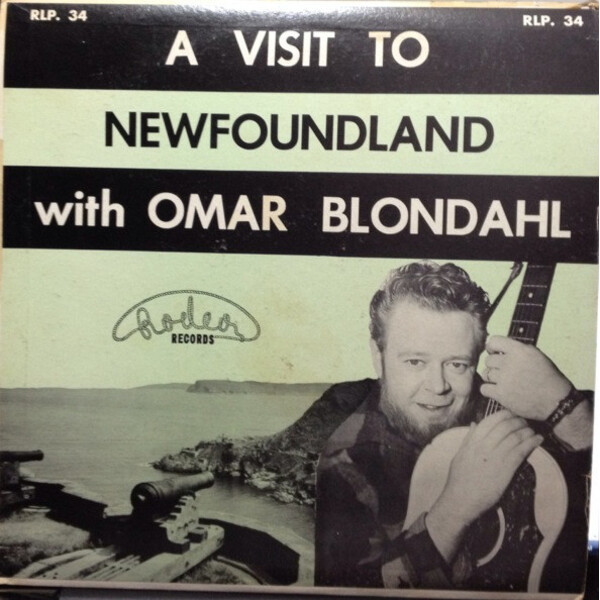 RLP. 34
RLP. 34
A VISIT TO
NEWFOUNDLAND
with OMAR BLONDAHL
Rodeo
RECORDS